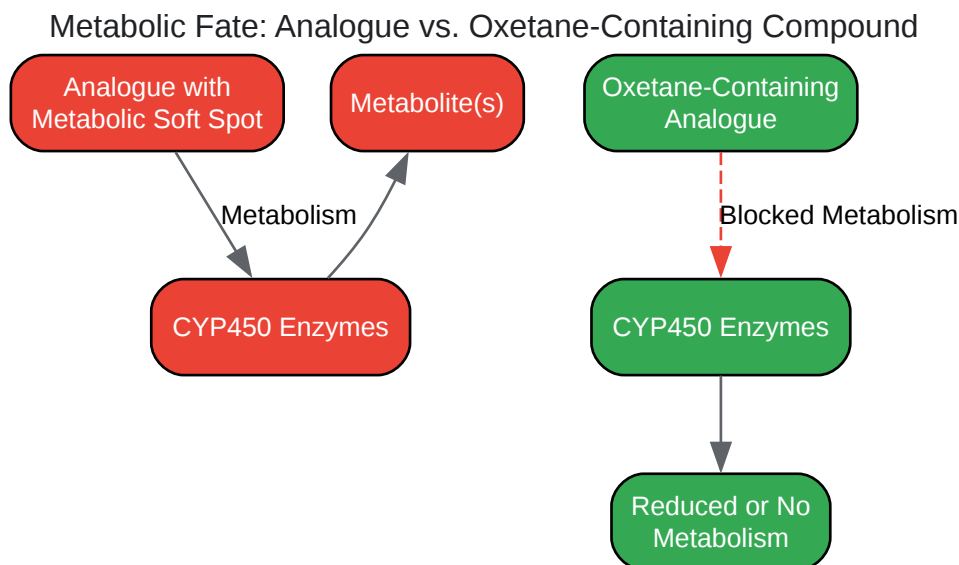 Metabolic Fate: Analogue vs. Oxetane-Containing Compound
Analogue with
Metabolic Soft Spot
Metabolite(s)
Oxetane-Containing
Analogue
Metabolism
Blocked Metabolism
CYP450 Enzymes
CYP450 Enzymes
Reduced or No
Metabolism